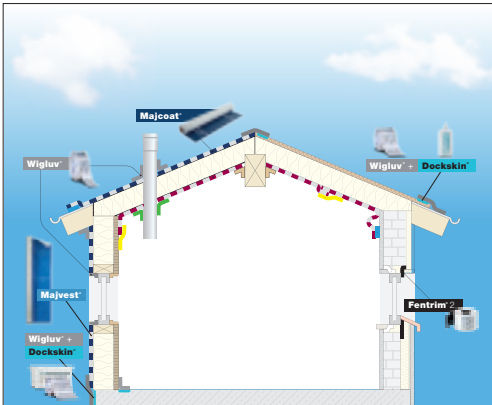 Majcoat®
Wigluv®
Wigluv® + Dockskin®
Majvest®
Fentrim® 2
Wigluv® +
Dockskin®